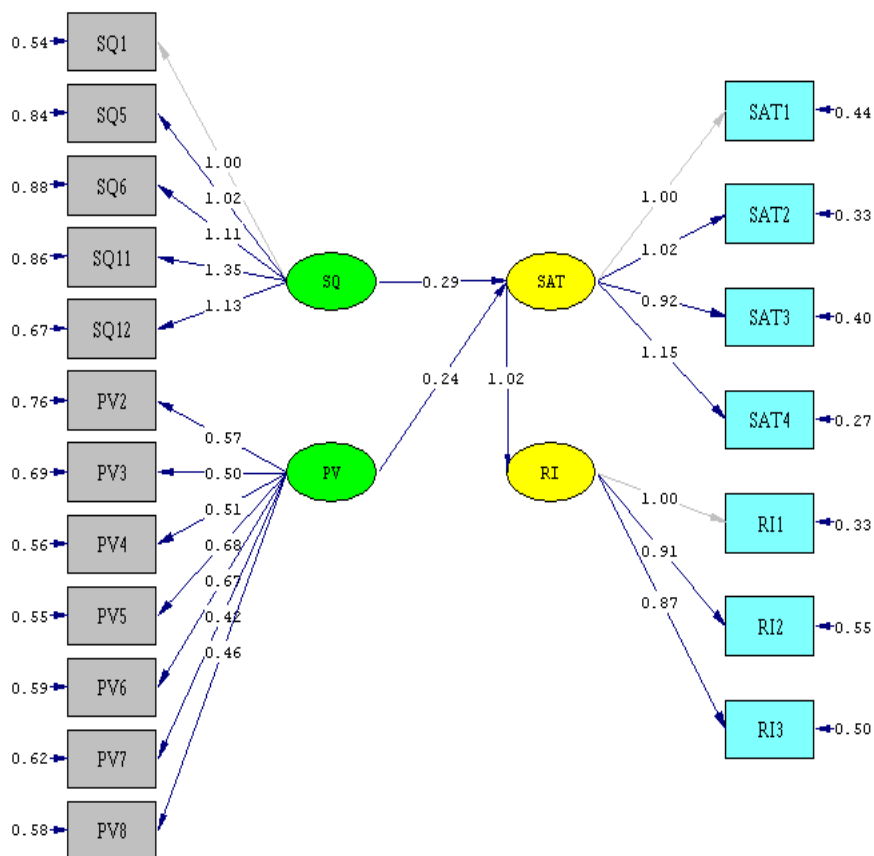 0.54 SQ1
0.84 SQ5
0.88 SQ6
0.86 SQ11
0.67 SQ12
0.76 PV2
0.69 PV3
0.56 PV4
0.55 PV5
0.59 PV6
0.62 PV7
0.58 PV8
1.00
1.02
1.11
1.35
1.13
0.57
0.50
0.51
0.68
0.67
0.42
0.46
SQ
PV
0.29
0.24
SAT
1.02
RI
1.00
1.02
0.92
1.15
1.00
0.91
0.87
SAT1 0.44
SAT2 0.33
SAT3 0.40
SAT4 0.27
RI1 0.33
RI2 0.55
RI3 0.50